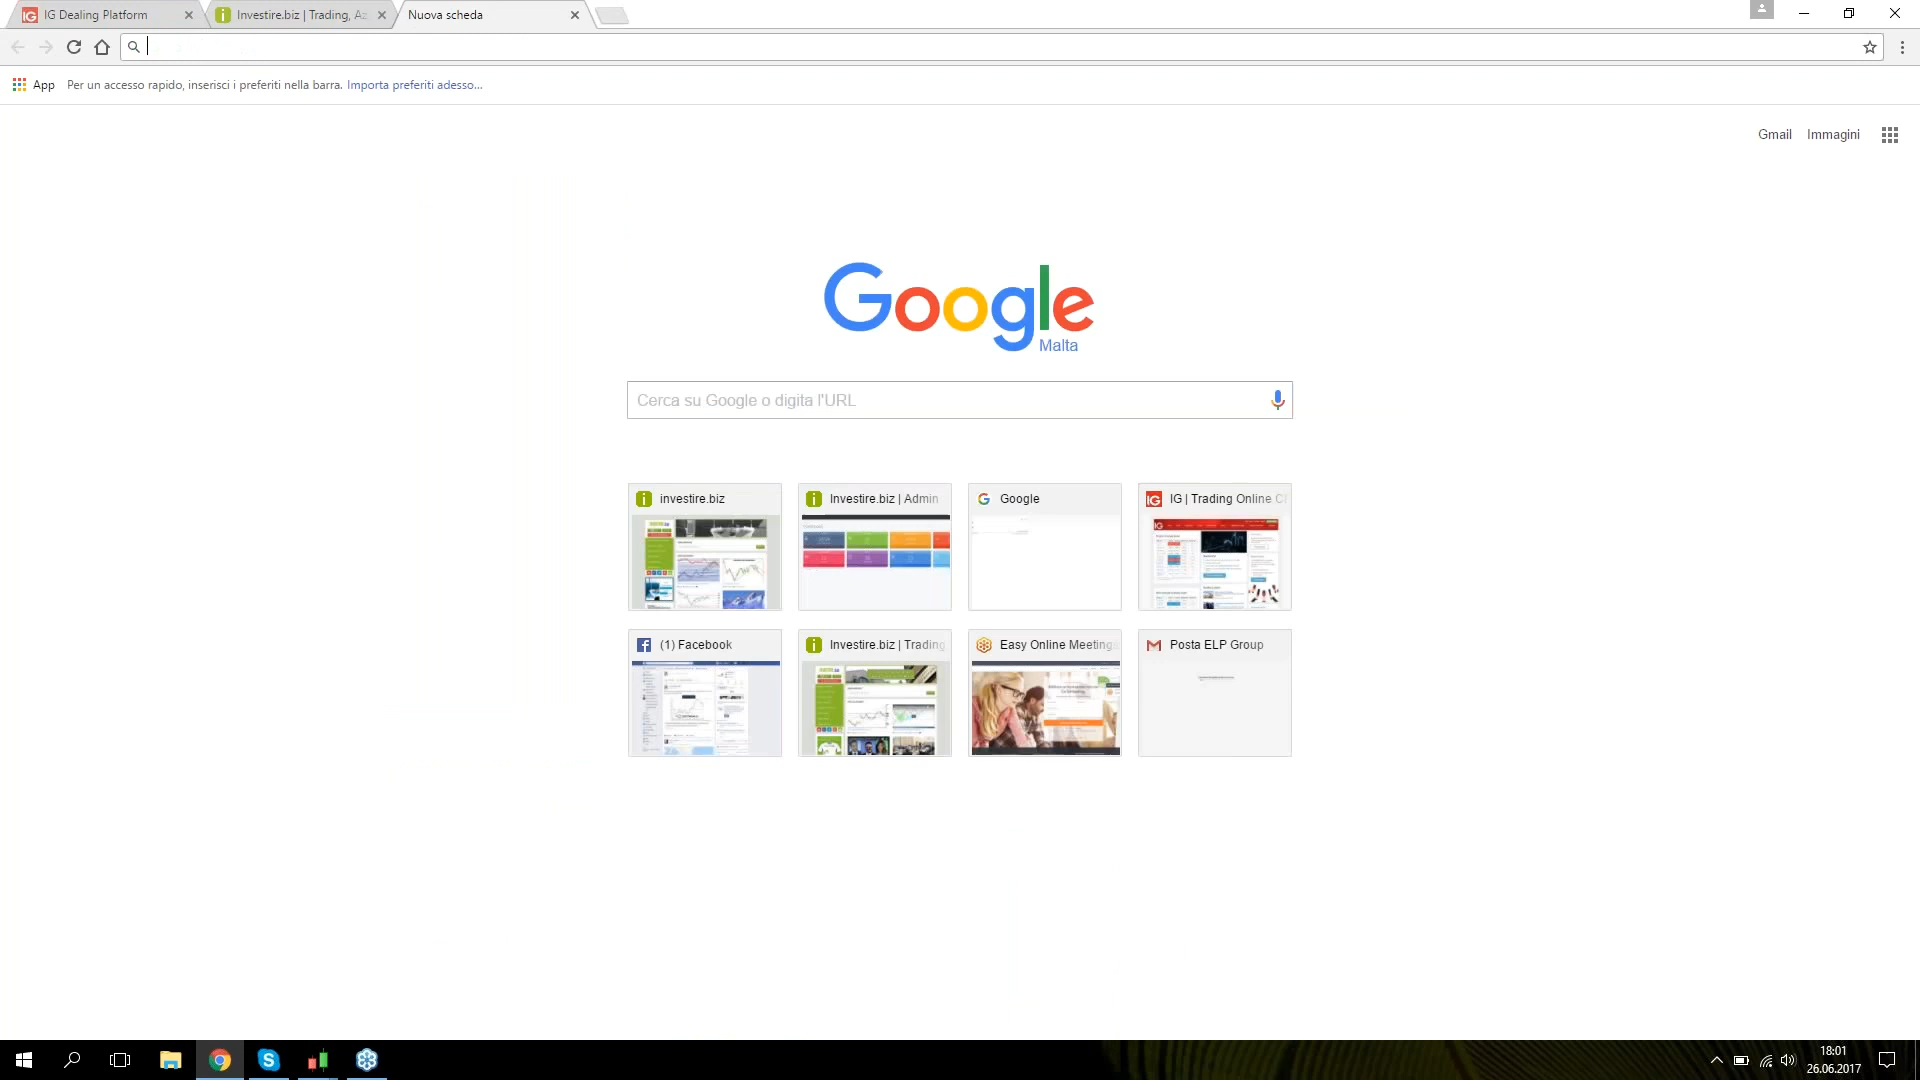 IG Dealing Platform
Investire.biz | Trading, Az
Nuova scheda
App
Per un accesso rapido, inserisci i preferiti nella barra. Importa preferiti adesso...
Gmail
Immagini
Google
Malta
Cerca su Google o digita l'URL
investire.biz
Investire.biz | Admin
Google
IG | Trading Online C
(1) Facebook
Investire.biz | Trading
Easy Online Meeting
Posta ELP Group
18:01
26.06.2017